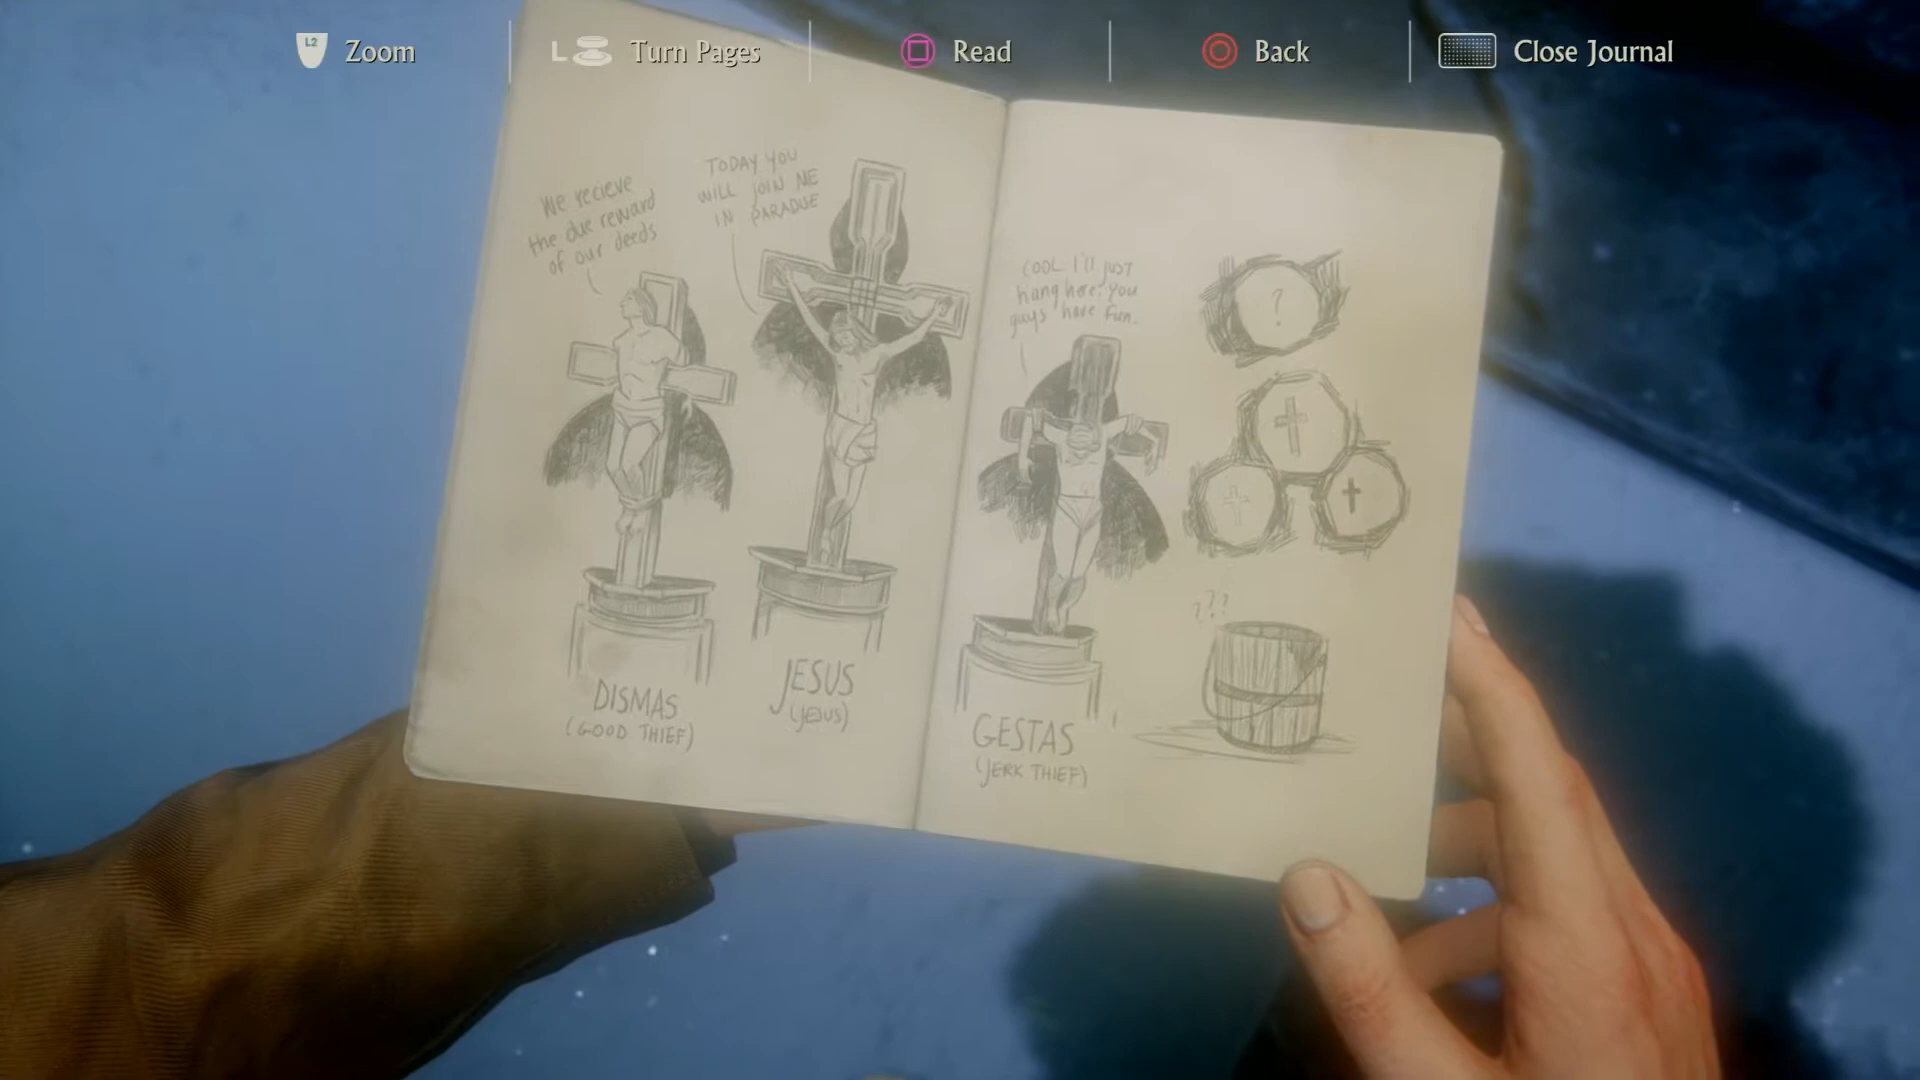 L2
Zoom
L
Turn Pages
Read
Back
Close Journal
We recieve
the due reward
of our deeds
TODAY YOU
WILL JOIN ME
IN PARADISE
COOL I'll JUST
hang here. you
guys have fun.
?
???
DISMAS
(GOOD THIEF)
JESUS
(JESUS)
GESTAS
(JERK THIEF)